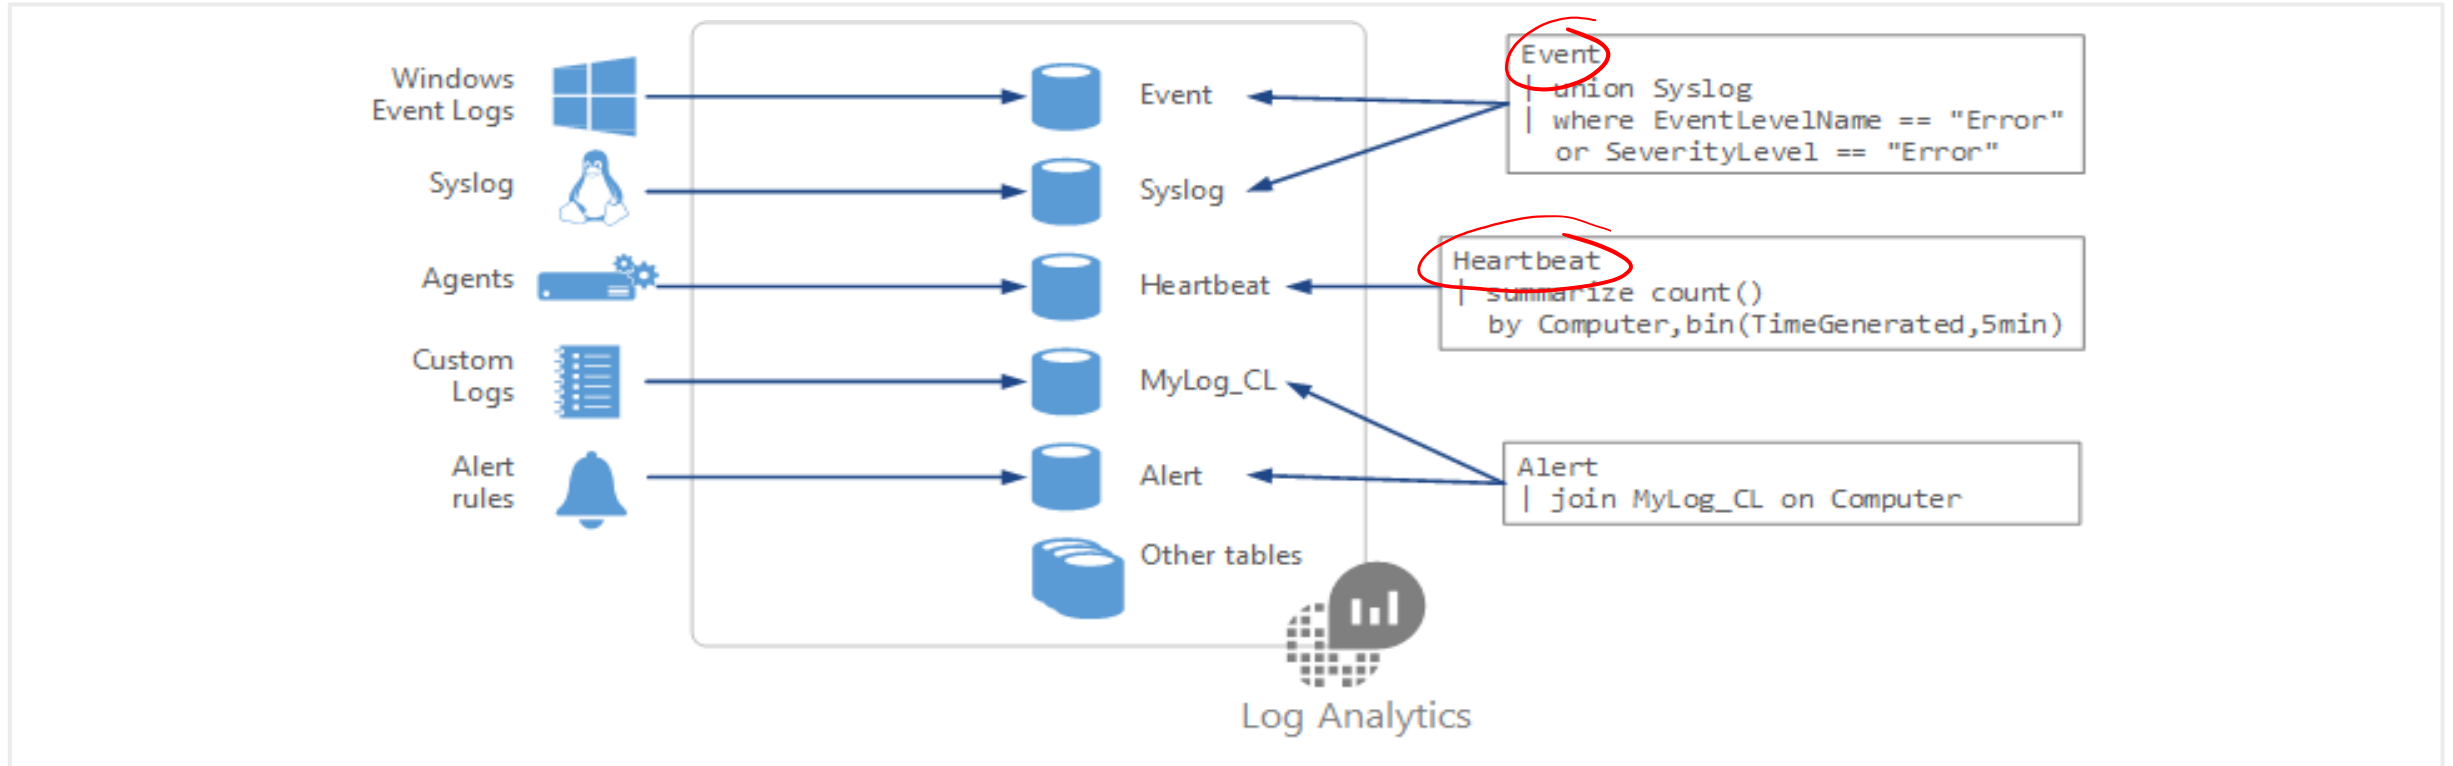 Windows
Event Logs
Syslog
Agents
Custom
Logs
Alert
rules
Event
Syslog
Heartbeat
MyLog_CL
Alert
Other tables
Event
| union Syslog
| where EventLevelName == "Error"
or SeverityLevel == "Error"
Heartbeat
| summarize count()
by Computer,bin(TimeGenerated,5min)
Alert
| join MyLog_CL on Computer
Log Analytics